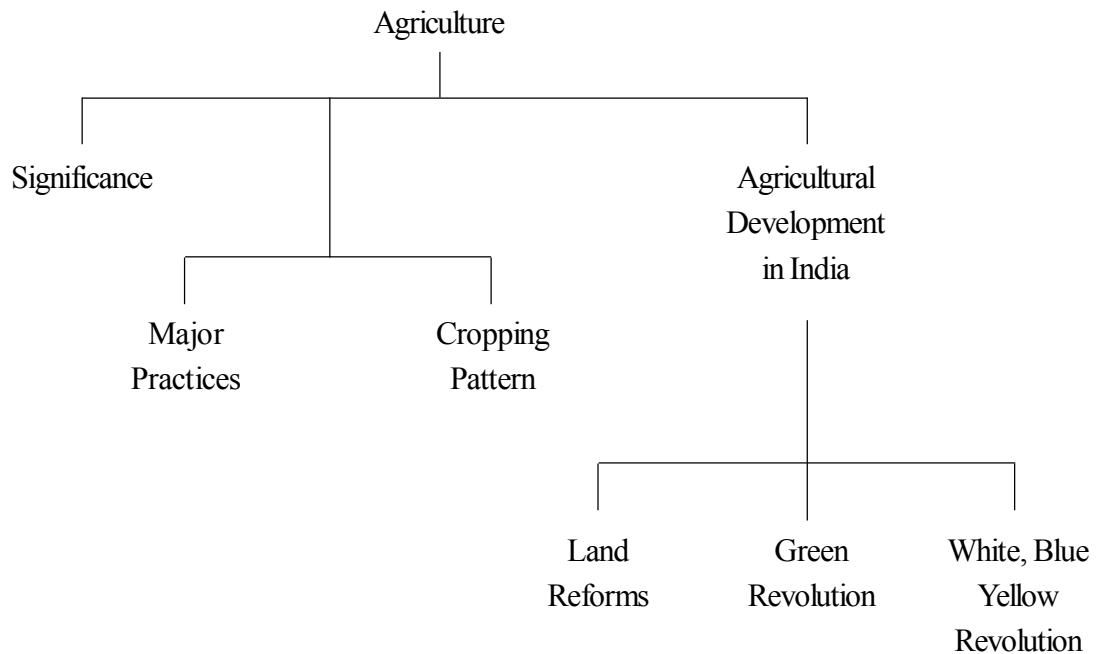 Agriculture
Significance
Agricultural
Development
in India
Major
Practices
Cropping
Pattern
Land
Reforms
Green
Revolution
White, Blue
Yellow
Revolution